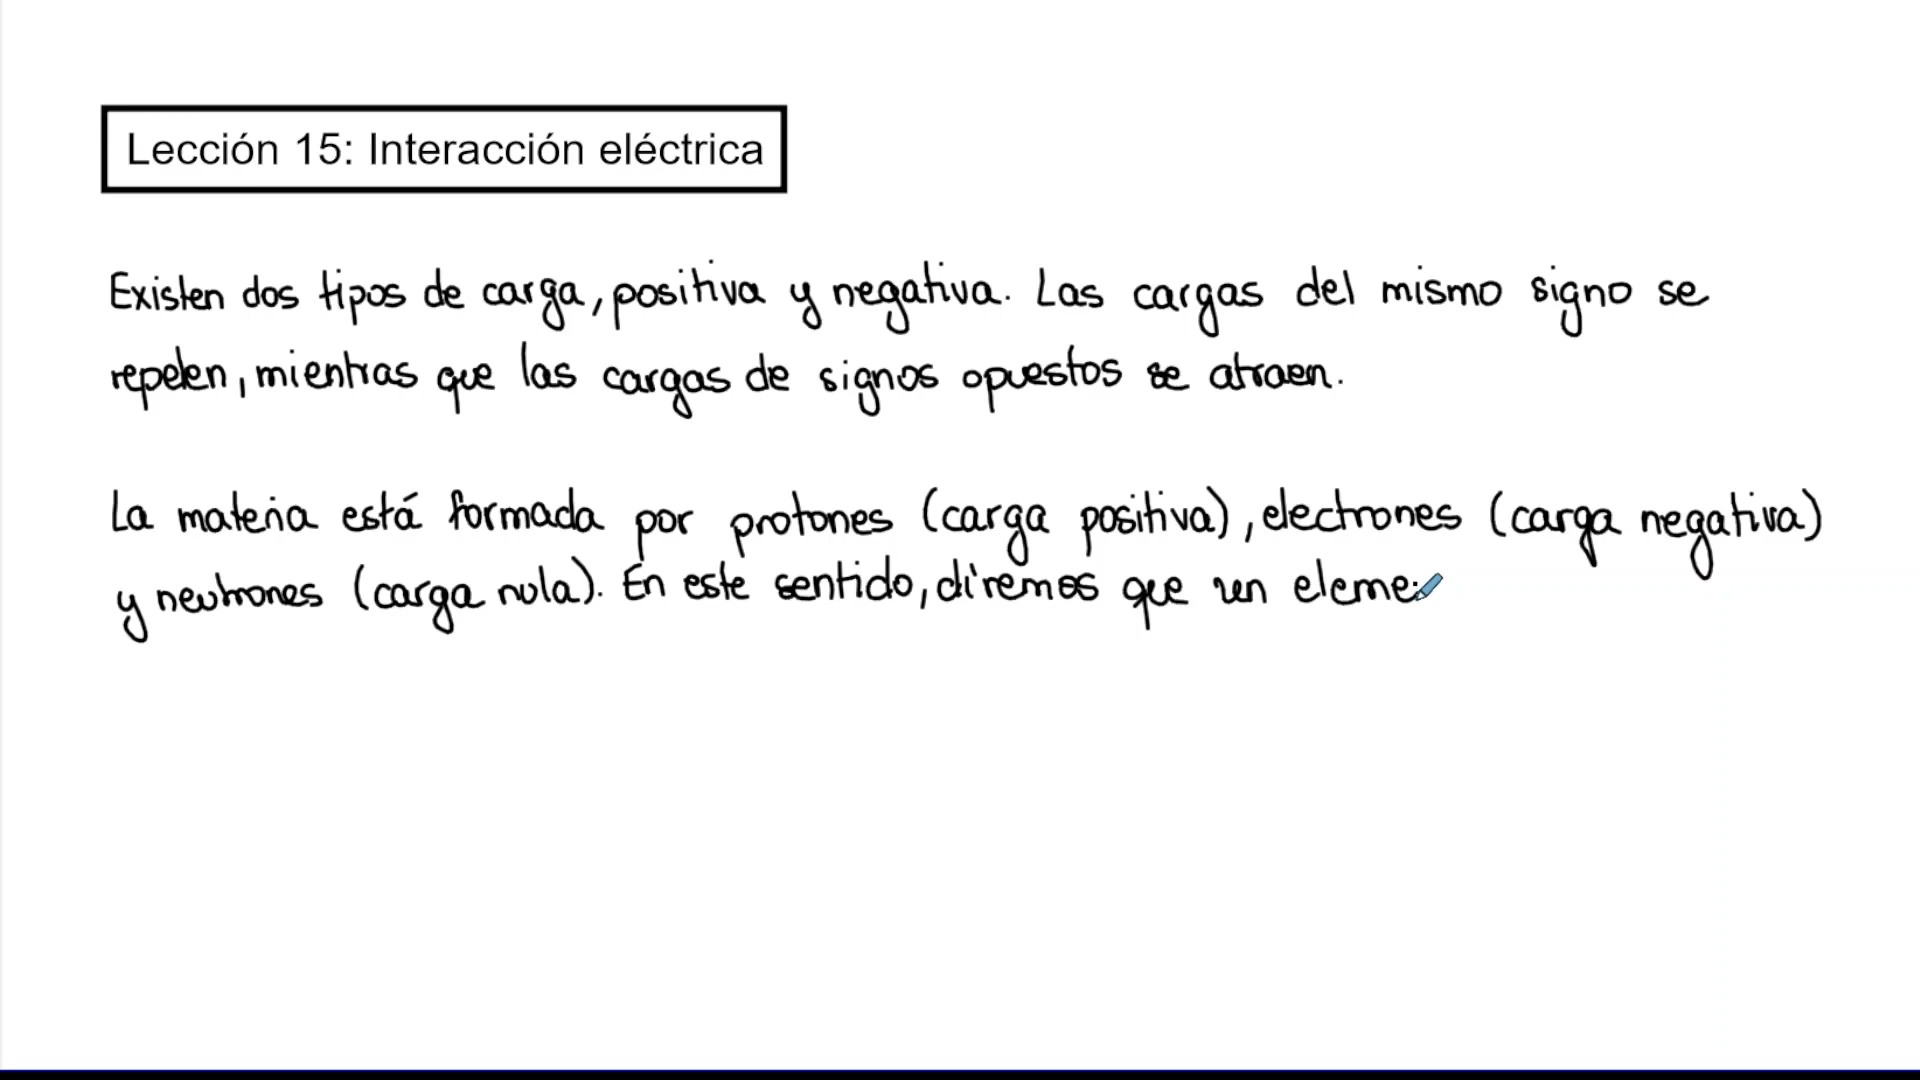 Lección 15: Interacción eléctrica
Existen dos tipos de carga, positiva y negativa. Las cargas del mismo signo se
repelen, mientras que las cargas de signos opuestos se atraen.
La materia está formada por protones (carga positiva), electrones (carga negativa)
y neutrones (carga nula). En este sentido, diremos que un eleme